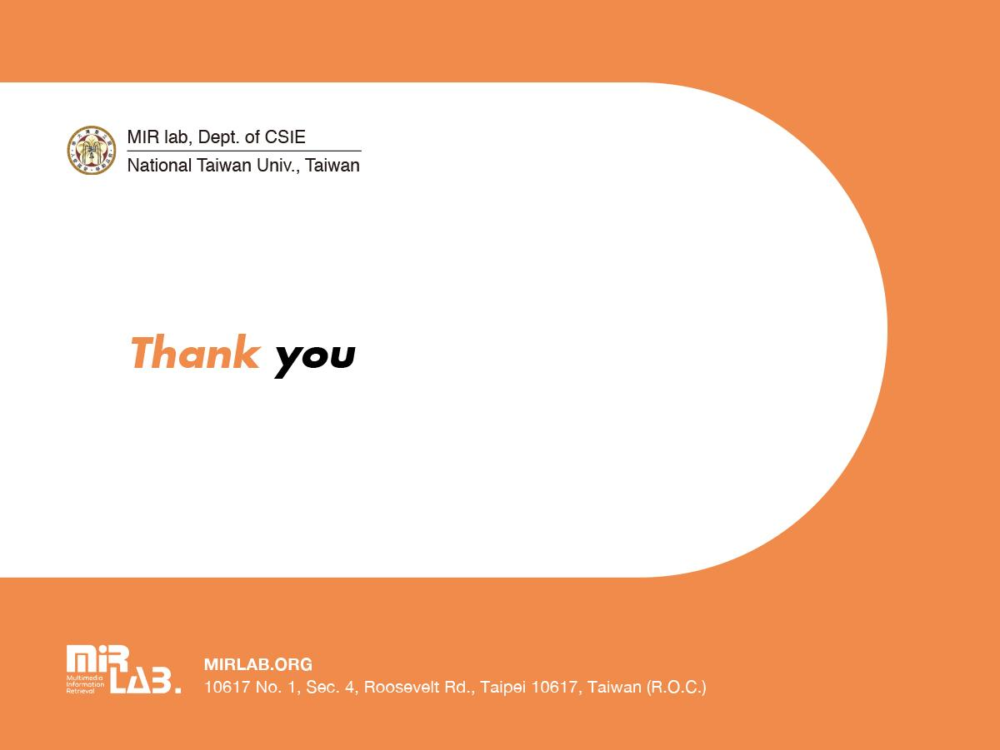 MIR lab, Dept. of CSIE
National Taiwan Univ., Taiwan
Thank you
MiR
LAB.
Multimedia
Information
Retrieval
MIRLAB.ORG
10617 No. 1, Sec. 4, Roosevelt Rd., Taipei 10617, Taiwan (R.O.C.)